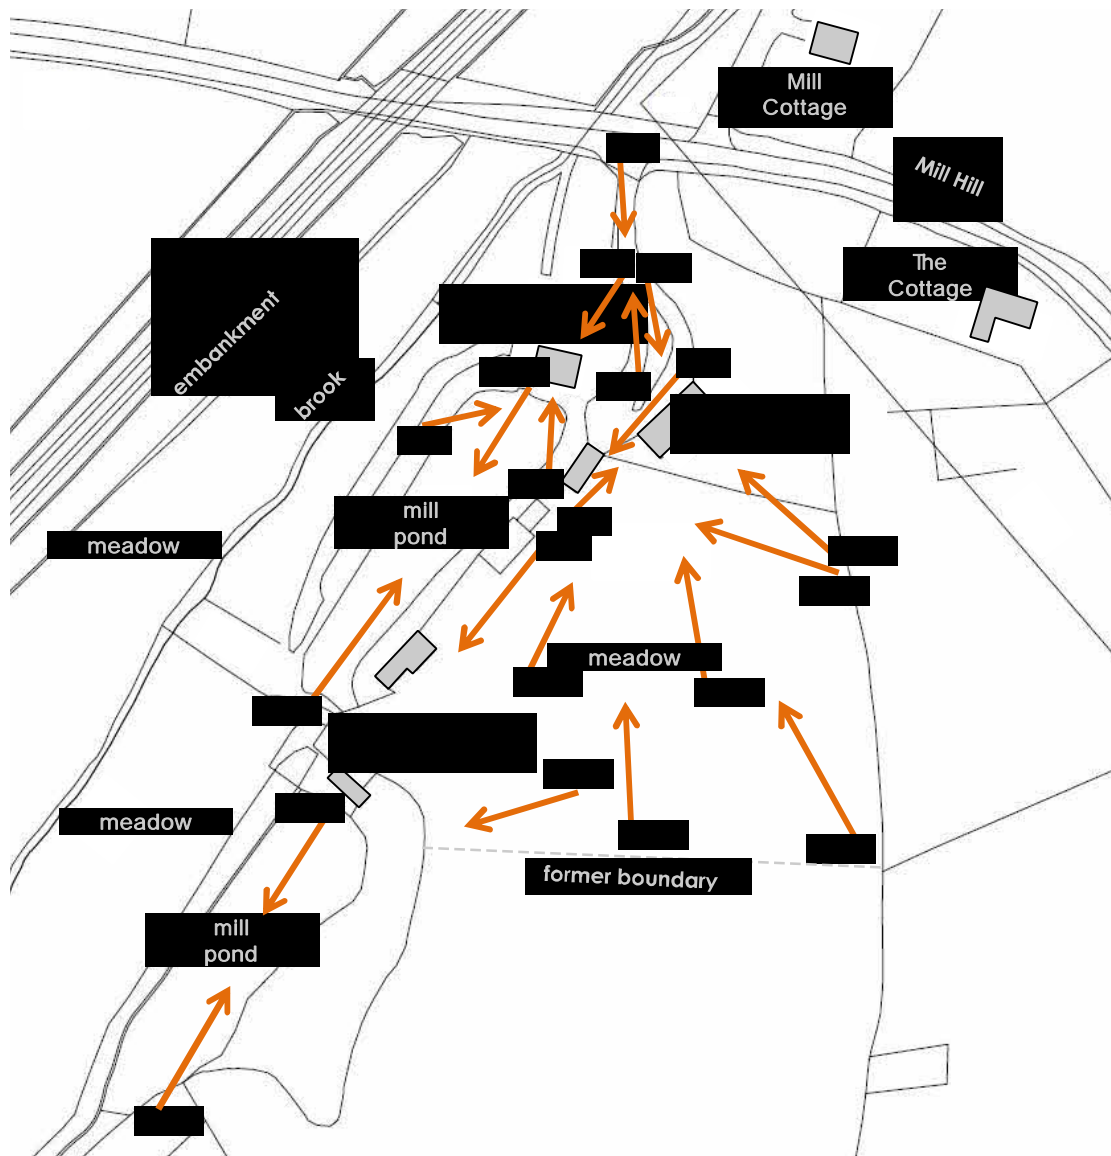 Mill
Cottage
Mill Hill
The
Cottage
embankment
brook
mill
pond
meadow
meadow
meadow
former boundary
mill
pond